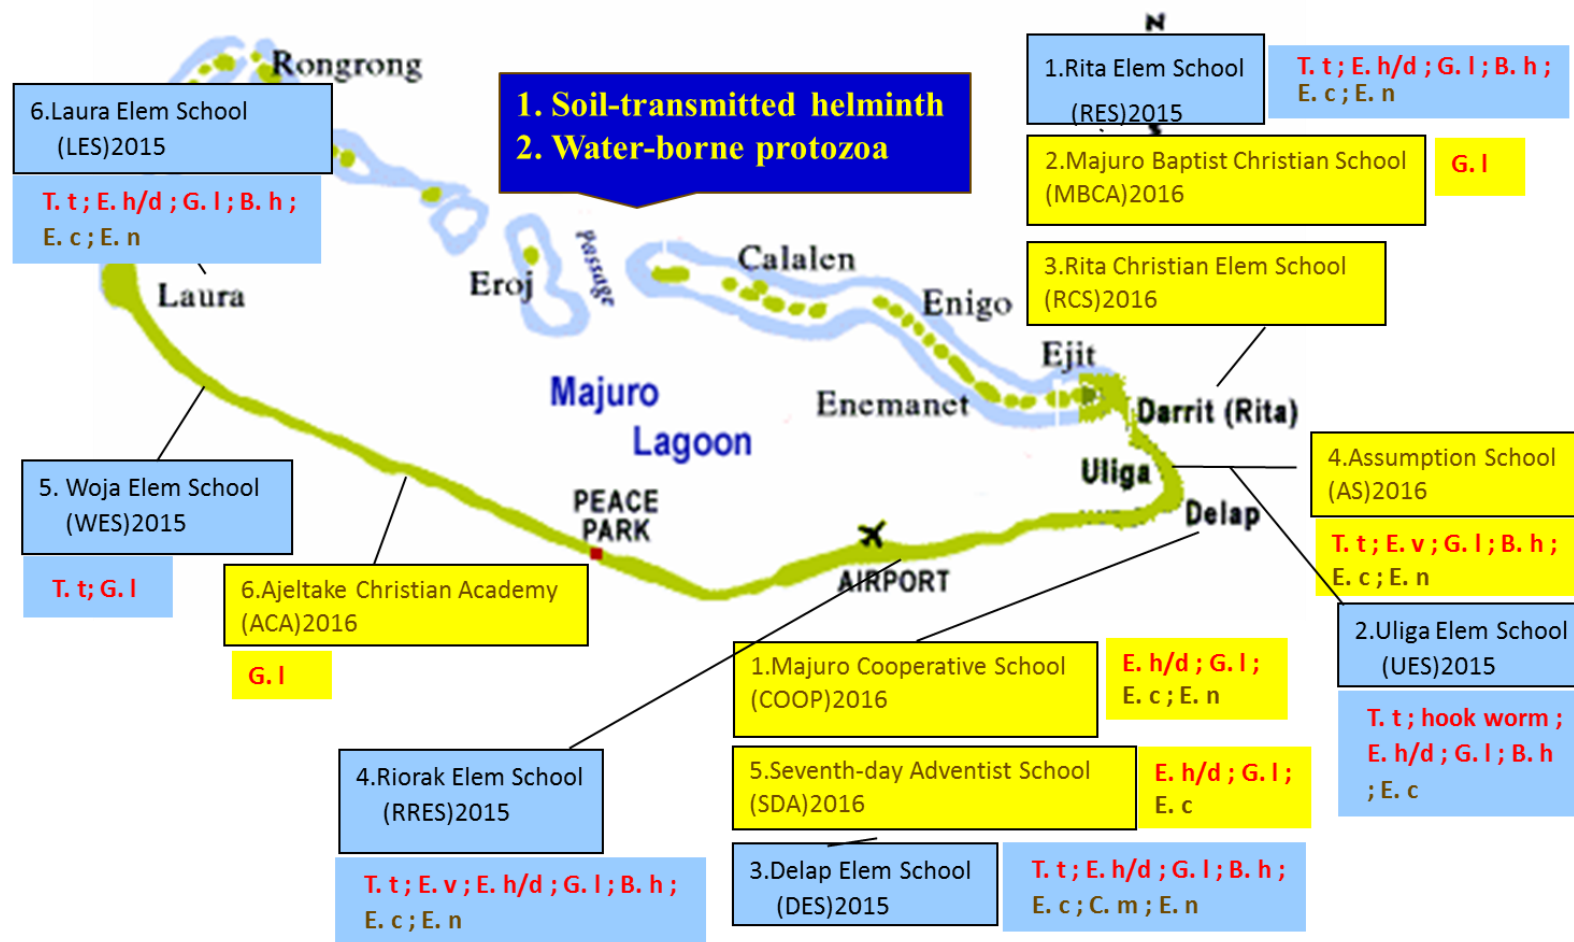 N
Rongrong
1. Soil-transmitted helminth
2. Water-borne protozoa
1.Rita Elem School
(RES)2015
T. t ; E. h/d ; G. l ; B. h ;
E. c ; E. n
6.Laura Elem School
(LES)2015
T. t ; E. h/d ; G. l ; B. h ;
E. c ; E. n
2.Majuro Baptist Christian School
(MBCA)2016
G. l
3.Rita Christian Elem School
(RCS)2016
Laura
Eroj
Passage
Calalen
Enigo
Ejit
Enemanet
Darrit (Rita)
Majuro
Lagoon
Uliga
Delap
4.Assumption School
(AS)2016
T. t ; E. v ; G. l ; B. h ;
E. c ; E. n
5. Woja Elem School
(WES)2015
T. t; G. l
PEACE
PARK
AIRPORT
6.Ajeltake Christian Academy
(ACA)2016
G. l
2.Uliga Elem School
(UES)2015
T. t ; hook worm ;
E. h/d ; G. l ; B. h
; E. c
1.Majuro Cooperative School
(COOP)2016
E. h/d ; G. l ;
E. c ; E. n
4.Riorak Elem School
(RRES)2015
T. t ; E. v ; E. h/d ; G. l ; B. h ;
E. c ; E. n
5.Seventh-day Adventist School
(SDA)2016
E. h/d ; G. l ;
E. c
3.Delap Elem School
(DES)2015
T. t ; E. h/d ; G. l ; B. h ;
E. c ; C. m ; E. n